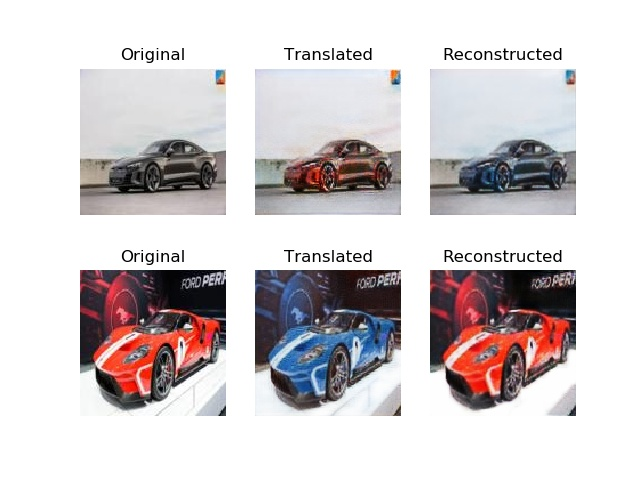 Original Translated Reconstructed
Original Translated Reconstructed
FORD PERF FORD PERF FORD PERF